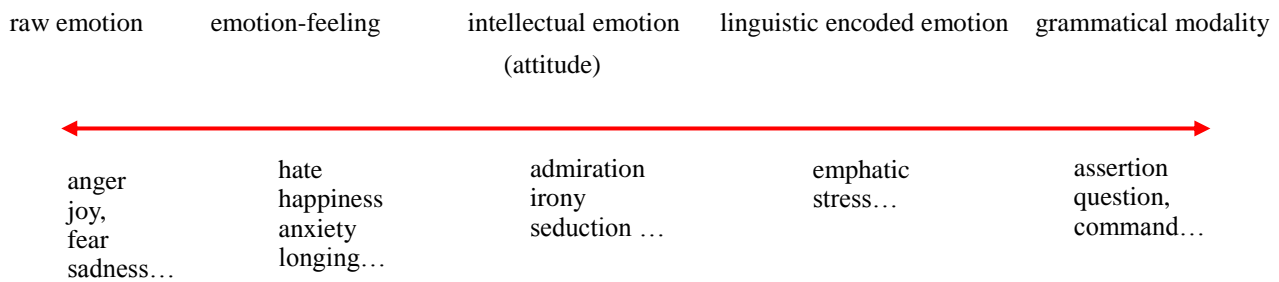 raw emotion emotion-feeling intellectual emotion linguistic encoded emotion grammatical modality
(attitude)
anger
joy,
fear
sadness…
hate
happiness
anxiety
longing…
admiration
irony
seduction …
emphatic
stress…
assertion
question,
command…